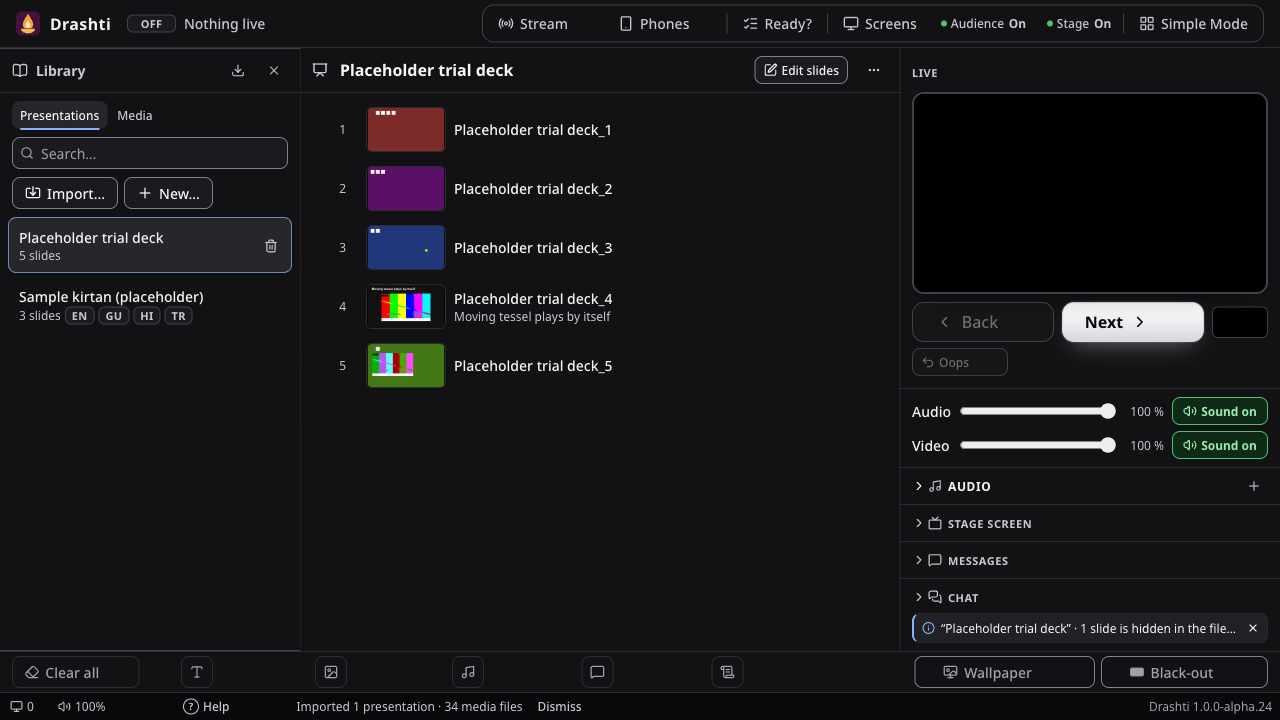 Drashti
OFF
Nothing live
Stream
Phones
Ready?
Screens
Audience On
Stage On
Simple Mode
Library
Placeholder trial deck
Edit slides
LIVE
Presentations
Media
Search...
Import...
New...
Placeholder trial deck
5 slides
Sample kirtan (placeholder)
3 slides EN GU HI TR
1 Placeholder trial deck_1
2 Placeholder trial deck_2
3 Placeholder trial deck_3
4 Placeholder trial deck_4
Moving tessel plays by itself
Moving tessel plays by itself
5 Placeholder trial deck_5
Back
Next
Oops
Audio 100 % Sound on
Video 100 % Sound on
AUDIO
STAGE SCREEN
MESSAGES
CHAT
“Placeholder trial deck” · 1 slide is hidden in the file...
Clear all
Wallpaper
Black-out
0
100%
Help
Imported 1 presentation · 34 media files
Dismiss
Drashti 1.0.0-alpha.24